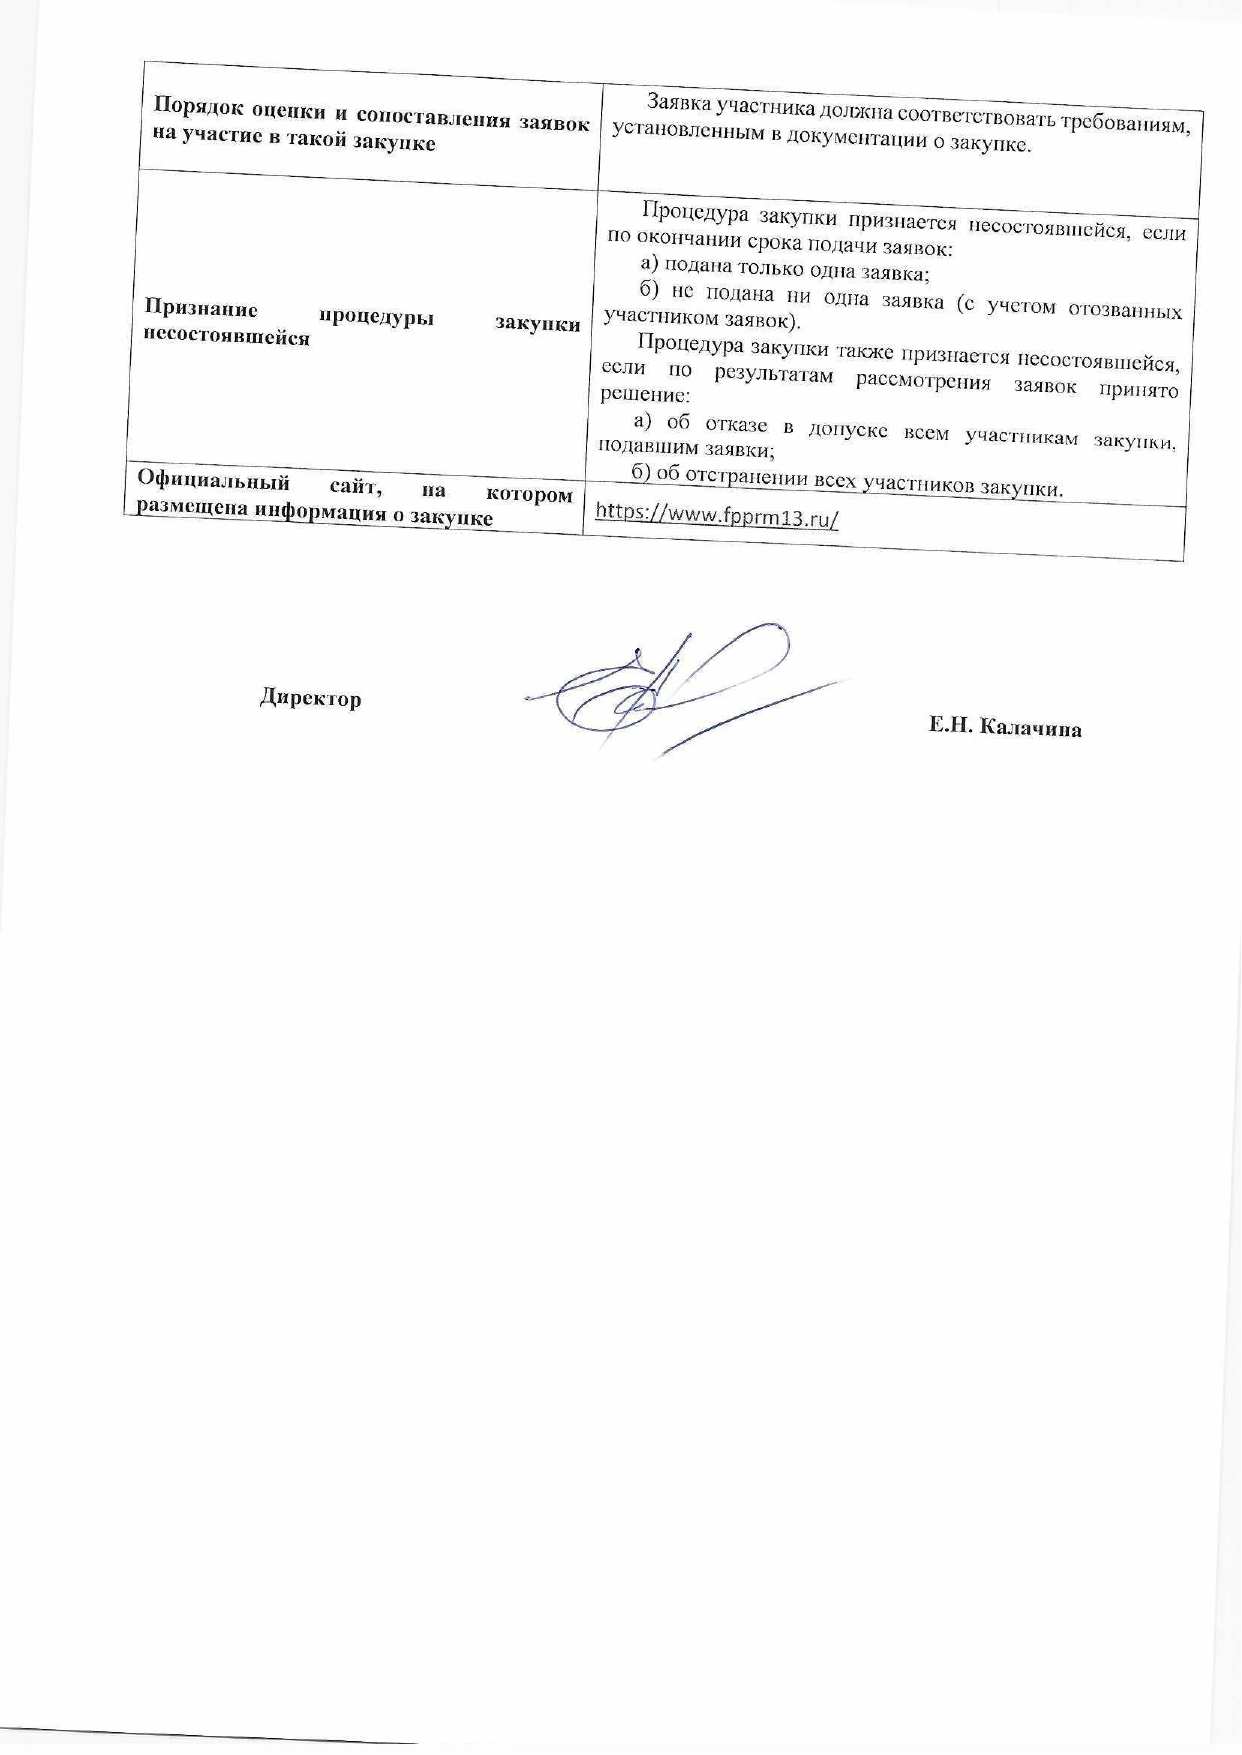 Порядок оценки и сопоставления заявок
на участие в такой закупке
Заявка участника должна соответствовать требованиям,
установленным в документации о закупке.
Признание процедуры закупки
несостоявшейся
Процедура закупки признается несостоявшейся, если
по окончании срока подачи заявок:
а) подана только одна заявка;
б) не подана ни одна заявка (с учетом отозванных
участником заявок).
Процедура закупки также признается несостоявшейся,
если по результатам рассмотрения заявок принято
решение:
а) об отказе в допуске всем участникам закупки,
подавшим заявки;
б) об отстранении всех участников закупки.
Официальный сайт, на котором
размещена информация о закупке
https://www.fpprm13.ru/
Директор
Е.Н. Калачина